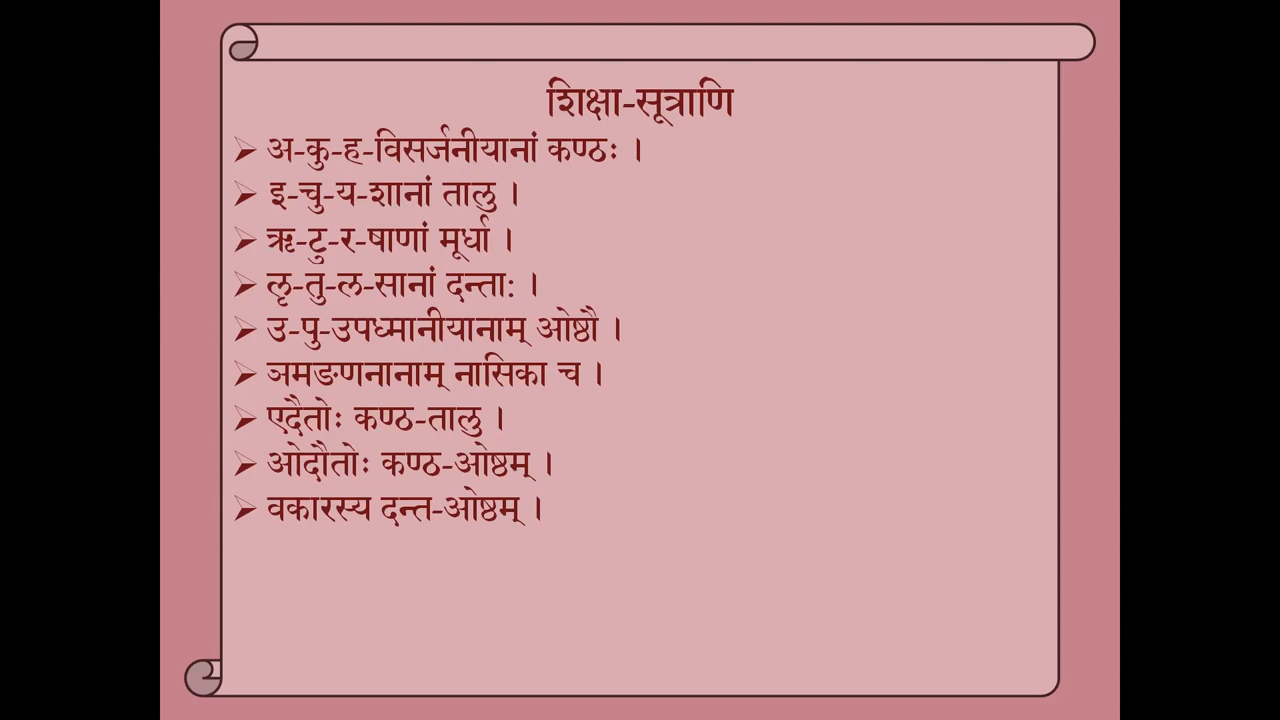 शिक्षा-सूत्राणि
अ-कु-ह-विसर्जनीयानां कण्ठः ।
इ-चु-य-शानां तालु ।
ऋ-टु-र-षाणां मूर्धा ।
लृ-तु-ल-सानां दन्ता: ।
उ-पु-उपध्मानीयानाम् ओष्ठौ ।
ञमङणनानाम् नासिका च ।
एदैतोः कण्ठ-तालु ।
ओदौतोः कण्ठ-ओष्ठम् ।
वकारस्य दन्त-ओष्ठम् ।